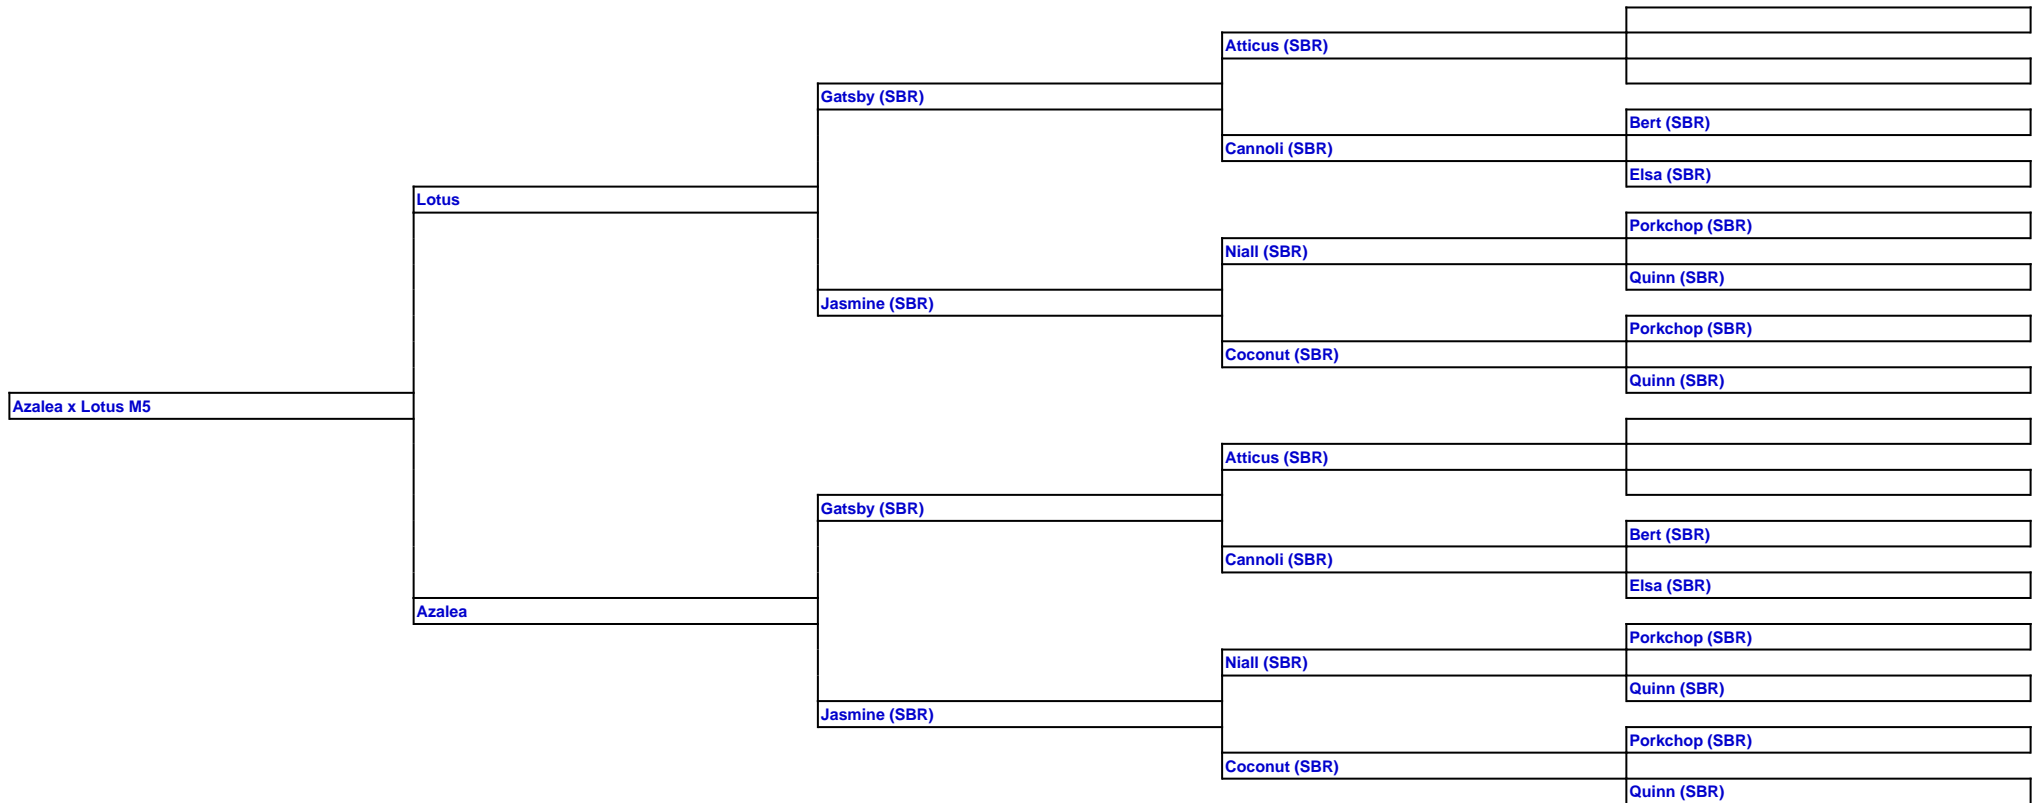 Atticus (SBR)
Gatsby (SBR)
Bert (SBR)
Cannoli (SBR)
Elsa (SBR)
Lotus
Porkchop (SBR)
Niall (SBR)
Quinn (SBR)
Jasmine (SBR)
Porkchop (SBR)
Coconut (SBR)
Quinn (SBR)
Azalea x Lotus M5
Atticus (SBR)
Gatsby (SBR)
Bert (SBR)
Cannoli (SBR)
Elsa (SBR)
Azalea
Porkchop (SBR)
Niall (SBR)
Quinn (SBR)
Jasmine (SBR)
Porkchop (SBR)
Coconut (SBR)
Quinn (SBR)